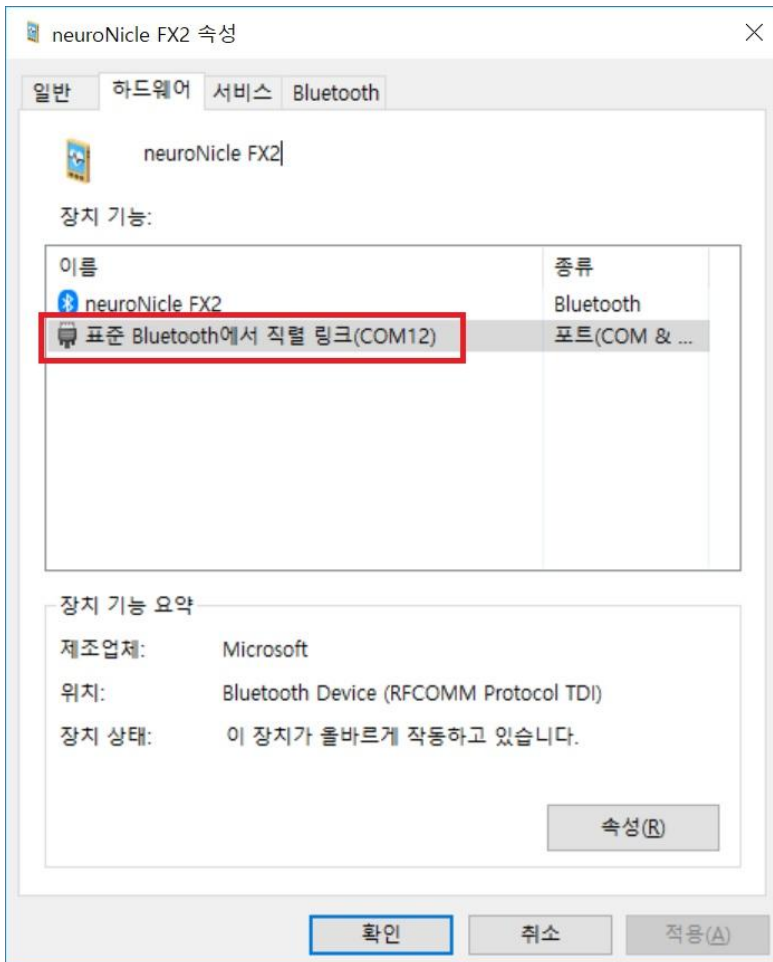 neuroNicle FX2 속성
일반 하드웨어 서비스 Bluetooth
neuroNicle FX2
장치 기능:
이름 종류
neuroNicle FX2 Bluetooth
표준 Bluetooth에서 직렬 링크(COM12) 포트(COM & ...
장치 기능 요약
제조업체: Microsoft
위치: Bluetooth Device (RFCOMM Protocol TDI)
장치 상태: 이 장치가 올바르게 작동하고 있습니다.
속성(R)
확인 취소 적용(A)